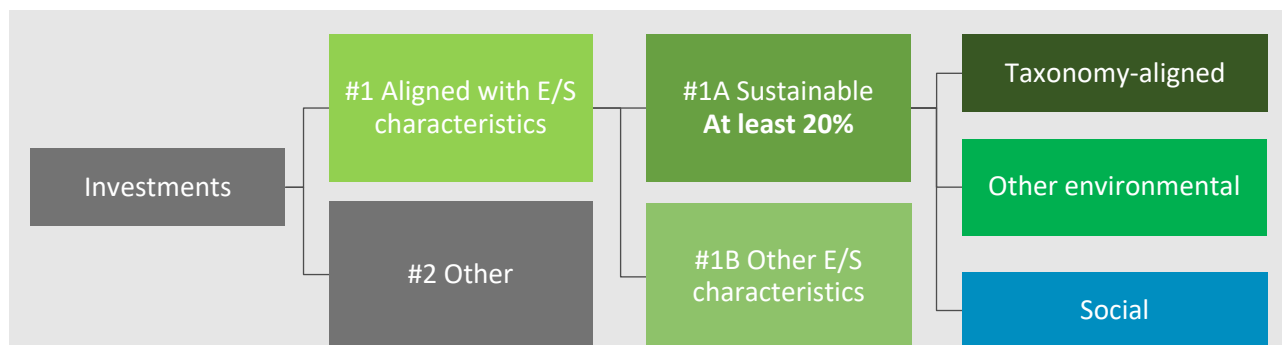 Investments
#1 Aligned with E/S
characteristics
#2 Other
#1A Sustainable
At least 20%
#1B Other E/S
characteristics
Taxonomy-aligned
Other environmental
Social